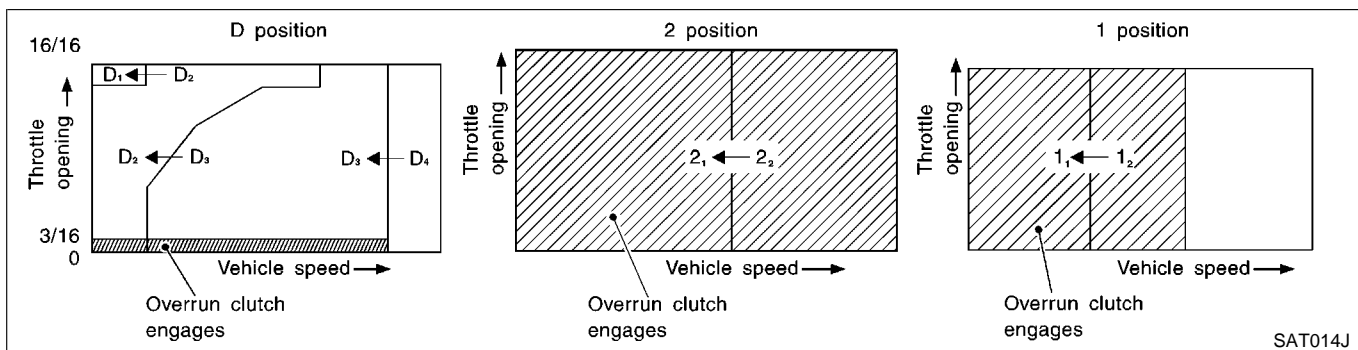 D position
16/16
D₁ ← D₂
D₂ ← D₃
D₃ ← D₄
Throttle
opening →
3/16
0
Vehicle speed →
Overrun clutch
engages
2 position
Throttle
opening →
2₁ ← 2₂
Vehicle speed →
Overrun clutch
engages
1 position
Throttle
opening →
1₁ ← 1₂
Vehicle speed →
Overrun clutch
engages
SAT014J